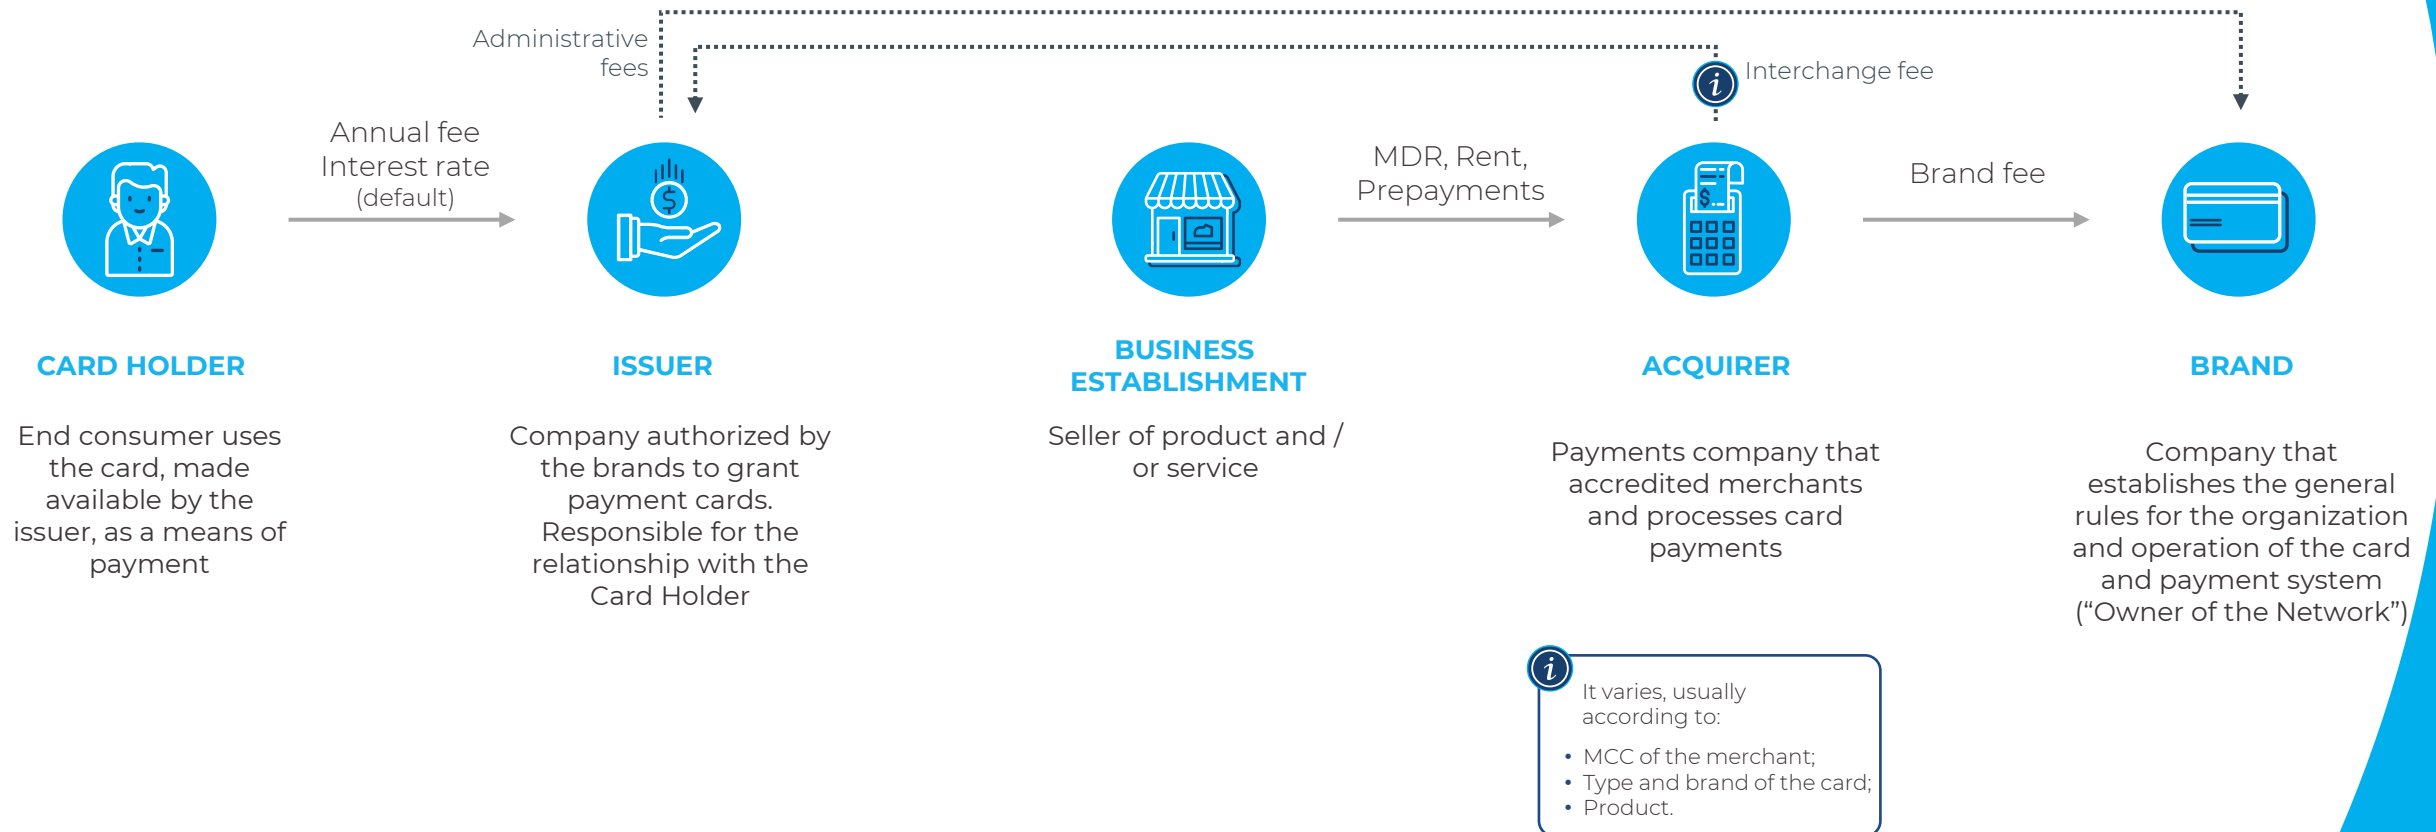 Administrative
fees
Interchange fee
Annual fee
Interest rate
(default)
MDR, Rent,
Prepayments
Brand fee
CARD HOLDER
End consumer uses
the card, made
available by the
issuer, as a means of
payment
ISSUER
Company authorized by
the brands to grant
payment cards.
Responsible for the
relationship with the
Card Holder
BUSINESS
ESTABLISHMENT
Seller of product and /
or service
ACQUIRER
Payments company that
accredited merchants
and processes card
payments
BRAND
Company that
establishes the general
rules for the organization
and operation of the card
and payment system
(“Owner of the Network”)
i
It varies, usually
according to:
• MCC of the merchant;
• Type and brand of the card;
• Product.